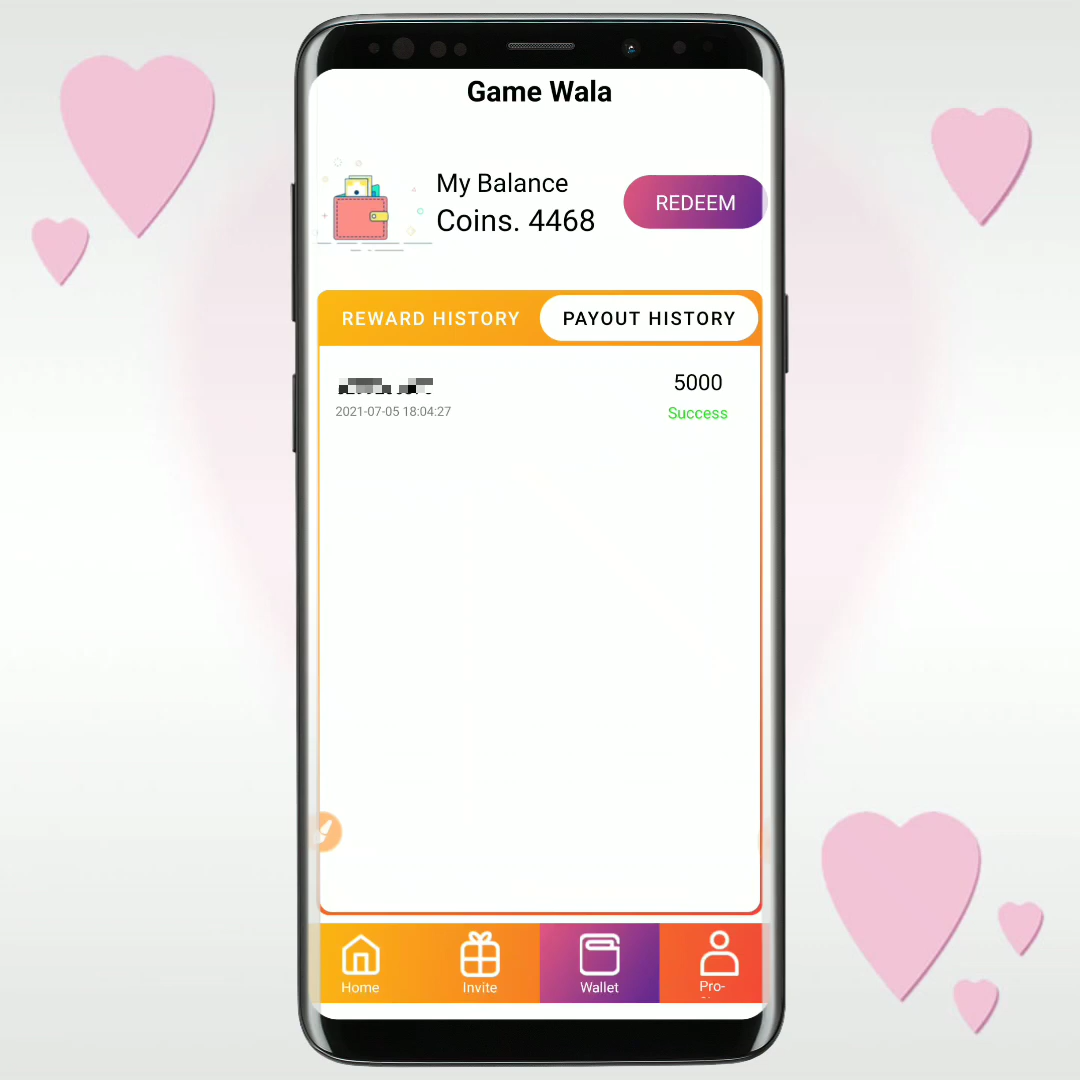 Game Wala
My Balance
Coins. 4468
REDEEM
REWARD HISTORY
PAYOUT HISTORY
5000
2021-07-05 18:04:27
Success
Home
Invite
Wallet
Pro-